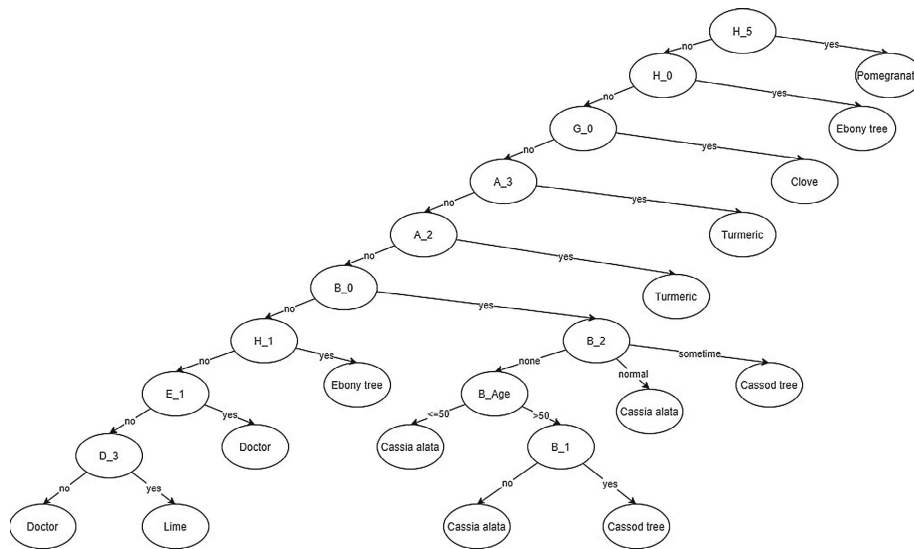 H_5
no
yes
H_0
Pomegranat
no
yes
G_0
Ebony tree
no
yes
A_3
Clove
no
yes
A_2
Turmeric
no
yes
B_0
Turmeric
no
yes
H_1
B_2
no
yes
none
normal
sometime
E_1
Ebony tree
B_Age
Cassia alata
Cassod tree
no
yes
<=50
>50
D_3
Doctor
Cassia alata
B_1
no
yes
no
yes
Doctor
Lime
Cassia alata
Cassod tree